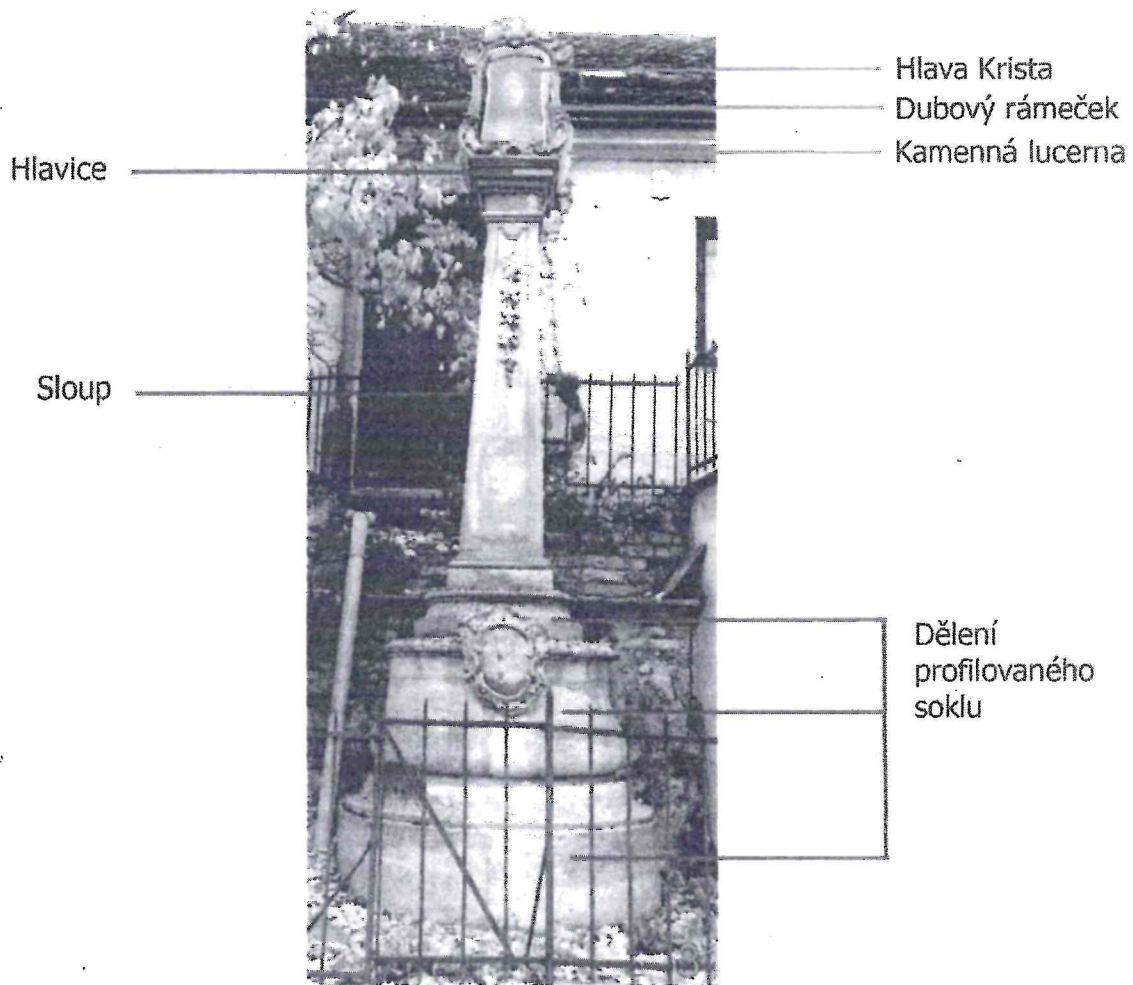 Hlava Krista
Dubový rámeček
Kamenná lucerna
Hlavice
Sloup
Dělení
profilovaného
soklu